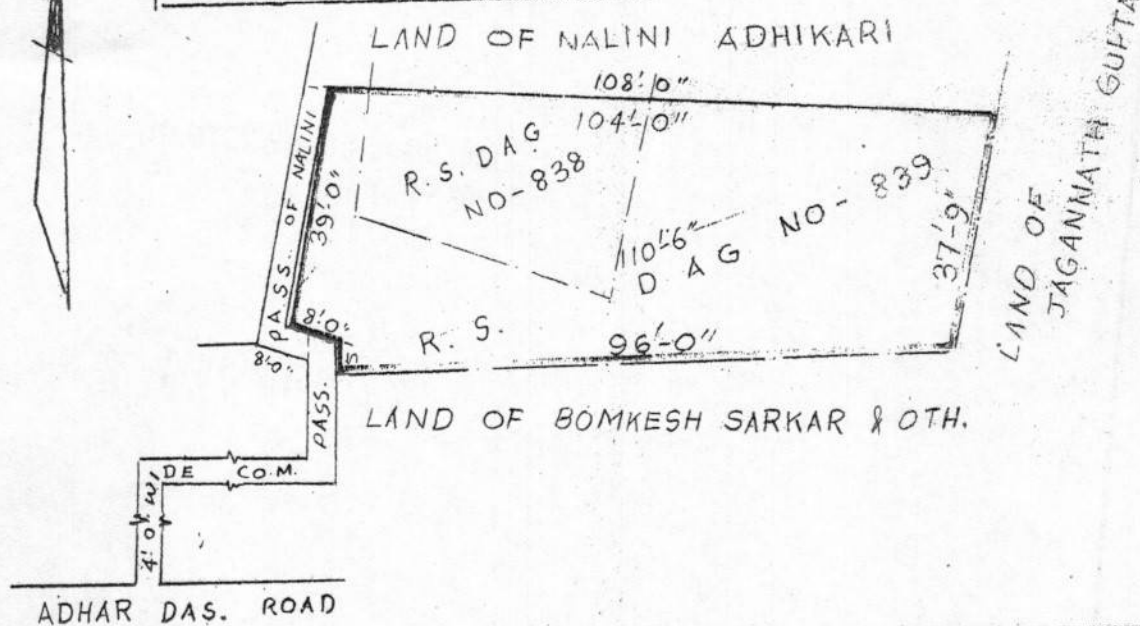 LAND OF NALINI ADHIKARI
108'-0"
104'-0"
R. S. DAG
NO-838
PASS. OF NALINI
39'-0"
110'-6"
R. S. DAG NO-839
37'-9"
LAND OF
JAGANNATH GUPTA
8'-0"
96'-0"
5'
8'-0"
PASS.
LAND OF BOMKESH SARKAR & OTH.
4'-0" WIDE COM.
ADHAR DAS. ROAD